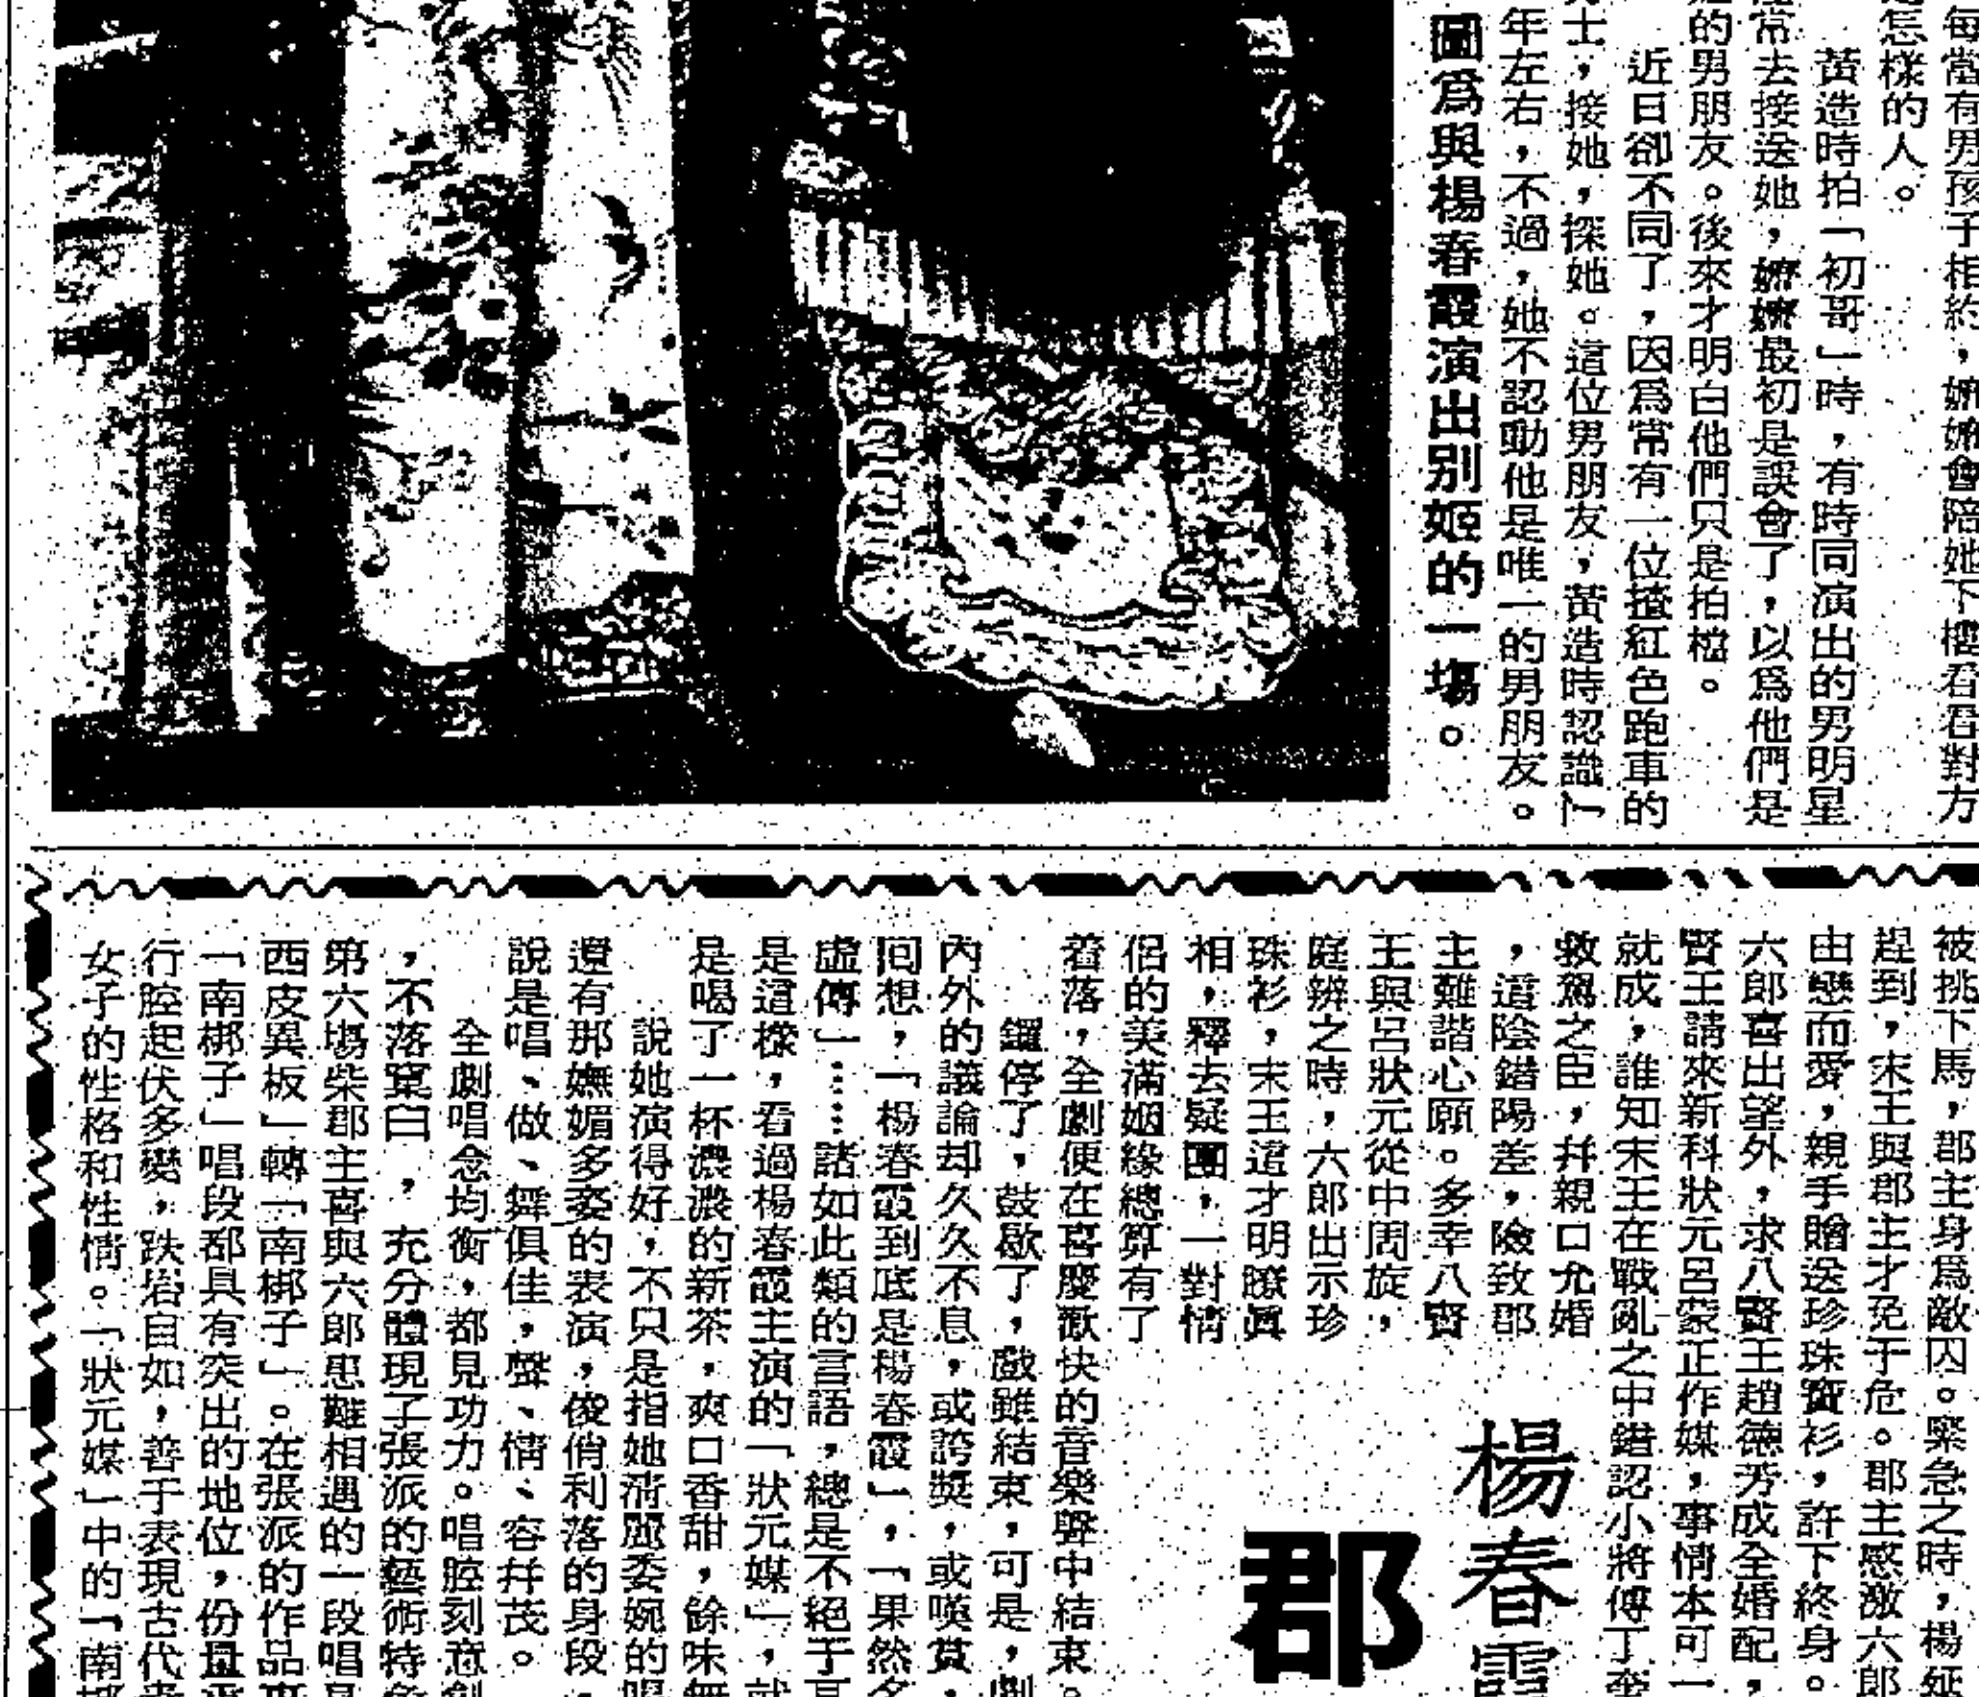 每當有男孩子相約，嫲嫲會陪她下樓看看對方
怎樣的人。
黃造時拍「初哥」時，有時同演出的男明星
常去接送她，嫲嫲最初是誤會了，以爲他們是
的男朋友。後來才明白他們只是拍檔。
近日卻不同了，因爲常有一位揸紅色跑車的
士，接她，探她。這位男朋友，黃造時認識
年左右，不過，她不認動他是唯一的男朋友。
圖爲與楊春霞演出別姬的一塲。
被挑下馬，郡主身爲敵囚。緊急之時，楊延
趕到，宋王與郡主才免于危。郡主感激六郎
由戀而愛，親手贈送珍珠寶衫，許下終身。
六郎喜出望外，求八賢王趙德芳成全婚配，
賢王請來新科狀元呂蒙正作媒，事情本可一
就成，誰知宋王在戰亂之中錯認小將傅丁奎
救駕之臣，幷親口允婚
，這陰錯陽差，險致郡
主難諧心願。多幸八賢
王與呂狀元從中周旋，
庭辨之時，六郎出示珍
珠衫，宋王這才明瞭眞
相，釋去疑團，一對情
侶的美滿姻緣總算有了
着落，全劇便在喜慶歡快的音樂聲中結束。
鑼停了，鼓歇了，戲雖結束，可是，劇
內外的議論却久久不息，或誇獎，或嘆賞，
回想，「楊春霞到底是楊春霞」，「果然名
虛傳」……諸如此類的言語，總是不絕于耳
是這樣，看過楊春霞主演的「狀元媒」，就
是喝了一杯濃濃的新茶，爽口香甜，餘味無
說她演得好，不只是指她清麗委婉的唱
還有那嫵媚多姿的表演，俊俏利落的身段，
說是唱、做、舞俱佳，聲、情、容幷茂。
全劇唱念均衡，都見功力。唱腔刻意創
，不落窠臼，充分體現了張派的藝術特色
第六塲柴郡主喜與六郎患難相遇的一段唱是
西皮異板」轉「南梆子」。在張派的作品裏
「南梆子」唱段都具有突出的地位，份量重
行腔起伏多變，跌宕自如，善于表現古代
女子的性格和性情。「狀元媒」中的「南梆
楊春霞
郡